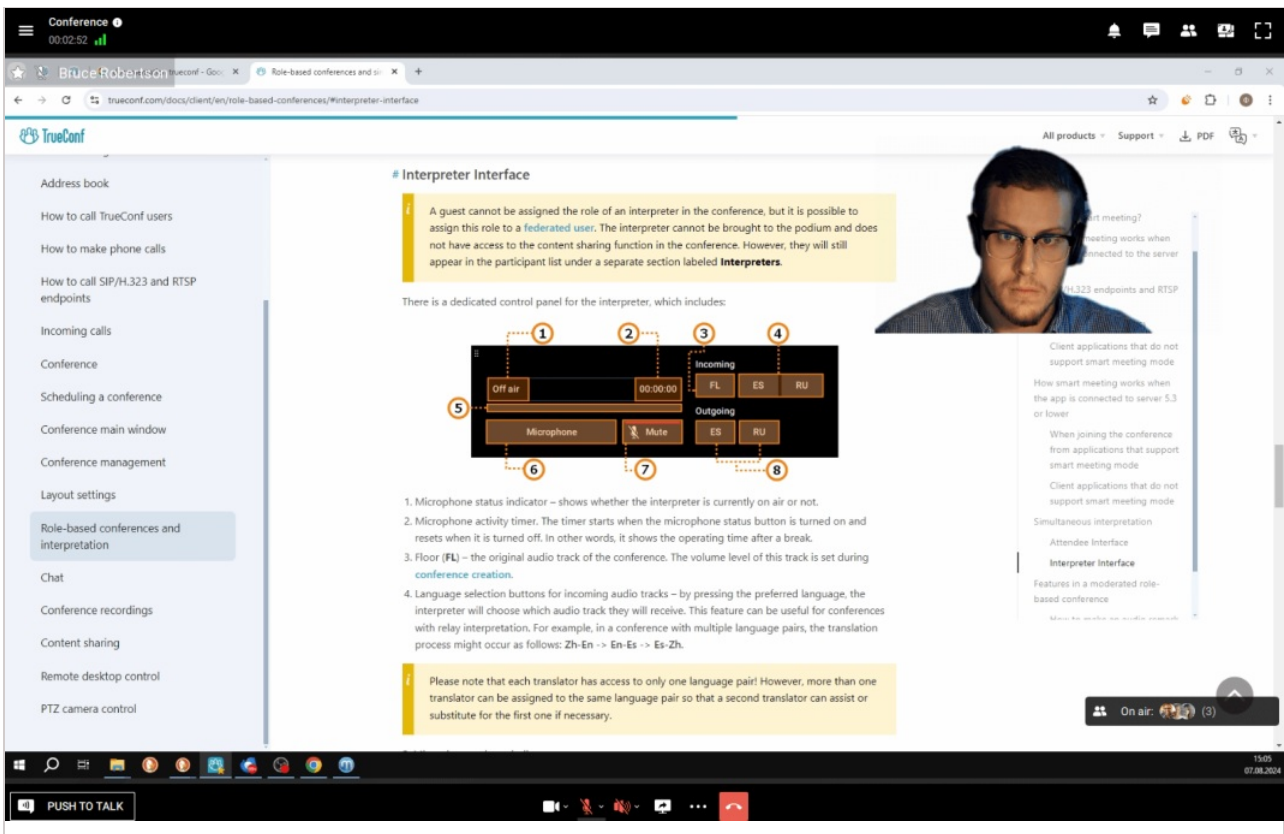 Conference
00:02:52
Bruce Robertson
trueconf - Goo
Role-based conferences and si
trueconf.com/docs/client/en/role-based-conferences/#interpreter-interface
TrueConf
All products
Support
PDF
Address book
How to call TrueConf users
How to make phone calls
How to call SIP/H.323 and RTSP
endpoints
Incoming calls
Conference
Scheduling a conference
Conference main window
Conference management
Layout settings
Role-based conferences and
interpretation
Chat
Conference recordings
Content sharing
Remote desktop control
PTZ camera control
# Interpreter Interface
A guest cannot be assigned the role of an interpreter in the conference, but it is possible to
assign this role to a federated user. The interpreter cannot be brought to the podium and does
not have access to the content sharing function in the conference. However, they will still
appear in the participant list under a separate section labeled Interpreters.
There is a dedicated control panel for the interpreter, which includes:
1 2 3 4
Incoming
Off air 00:00:00 FL ES RU
5
Outgoing
Microphone Mute ES RU
6 7 8
1. Microphone status indicator – shows whether the interpreter is currently on air or not.
2. Microphone activity timer. The timer starts when the microphone status button is turned on and
resets when it is turned off. In other words, it shows the operating time after a break.
3. Floor (FL) – the original audio track of the conference. The volume level of this track is set during
conference creation.
4. Language selection buttons for incoming audio tracks – by pressing the preferred language, the
interpreter will choose which audio track they will receive. This feature can be useful for conferences
with relay interpretation. For example, in a conference with multiple language pairs, the translation
process might occur as follows: Zh-En -> En-Es -> Es-Zh.
Please note that each translator has access to only one language pair! However, more than one
translator can be assigned to the same language pair so that a second translator can assist or
substitute for the first one if necessary.
meeting?
meeting works when
connected to the server
H.323 endpoints and RTSP
Client applications that do not
support smart meeting mode
How smart meeting works when
the app is connected to server 5.3
or lower
When joining the conference
from applications that support
smart meeting mode
Client applications that do not
support smart meeting mode
Simultaneous interpretation
Attendee Interface
Interpreter Interface
Features in a moderated role-
based conference
On air: (3)
15:05
07.08.2024
PUSH TO TALK